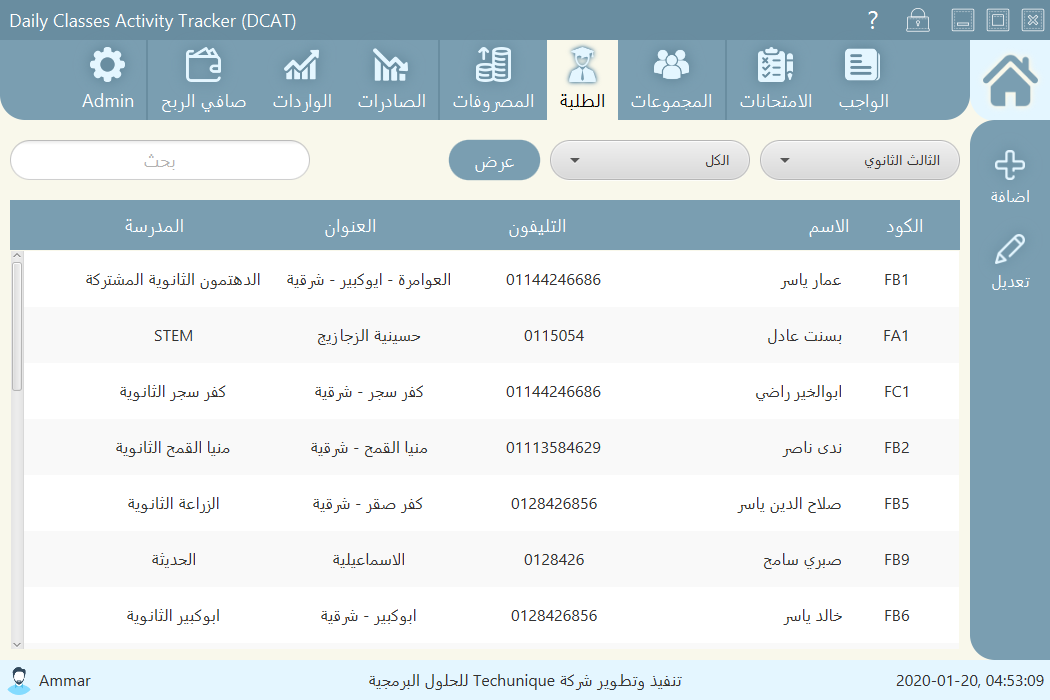 Daily Classes Activity Tracker (DCAT)
?
الواجب
الامتحانات
المجموعات
الطلبة
المصروفات
الصادرات
الواردات
صافي الربح
Admin
اضافة
تعديل
الثالث الثانوي
الكل
عرض
بحث
الكود الاسم التليفون العنوان المدرسة
FB1 عمار ياسر 01144246686 العوامرة - ابوكبير - شرقية الدهتمون الثانوية المشتركة
FA1 بسنت عادل 0115054 حسينية الزجازيج STEM
FC1 ابوالخير راضي 01144246686 كفر سجر - شرقية كفر سجر الثانوية
FB2 ندى ناصر 01113584629 منيا القمح - شرقية منيا القمح الثانوية
FB5 صلاح الدين ياسر 0128426856 كفر صقر - شرقية الزراعة الثانوية
FB9 صبري سامح 0128426 الاسماعيلية الحديثة
FB6 خالد ياسر 0128426856 ابوكبير - شرقية ابوكبير الثانوية
Ammar
تنفيذ وتطوير شركة Techunique للحلول البرمجية
2020-01-20, 04:53:09